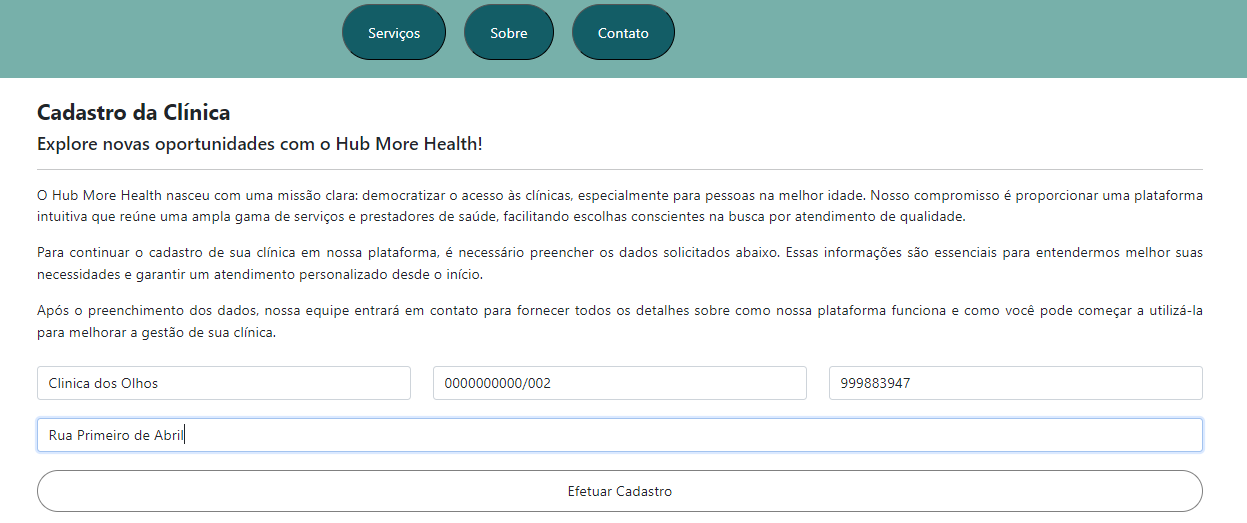 Serviços
Sobre
Contato
Cadastro da Clínica
Explore novas oportunidades com o Hub More Health!
O Hub More Health nasceu com uma missão clara: democratizar o acesso às clínicas, especialmente para pessoas na melhor idade. Nosso compromisso é proporcionar uma plataforma
intuitiva que reúne uma ampla gama de serviços e prestadores de saúde, facilitando escolhas conscientes na busca por atendimento de qualidade.
Para continuar o cadastro de sua clínica em nossa plataforma, é necessário preencher os dados solicitados abaixo. Essas informações são essenciais para entendermos melhor suas
necessidades e garantir um atendimento personalizado desde o início.
Após o preenchimento dos dados, nossa equipe entrará em contato para fornecer todos os detalhes sobre como nossa plataforma funciona e como você pode começar a utilizá-la
para melhorar a gestão de sua clínica.
Clinica dos Olhos
0000000000/002
999883947
Rua Primeiro de Abril
Efetuar Cadastro